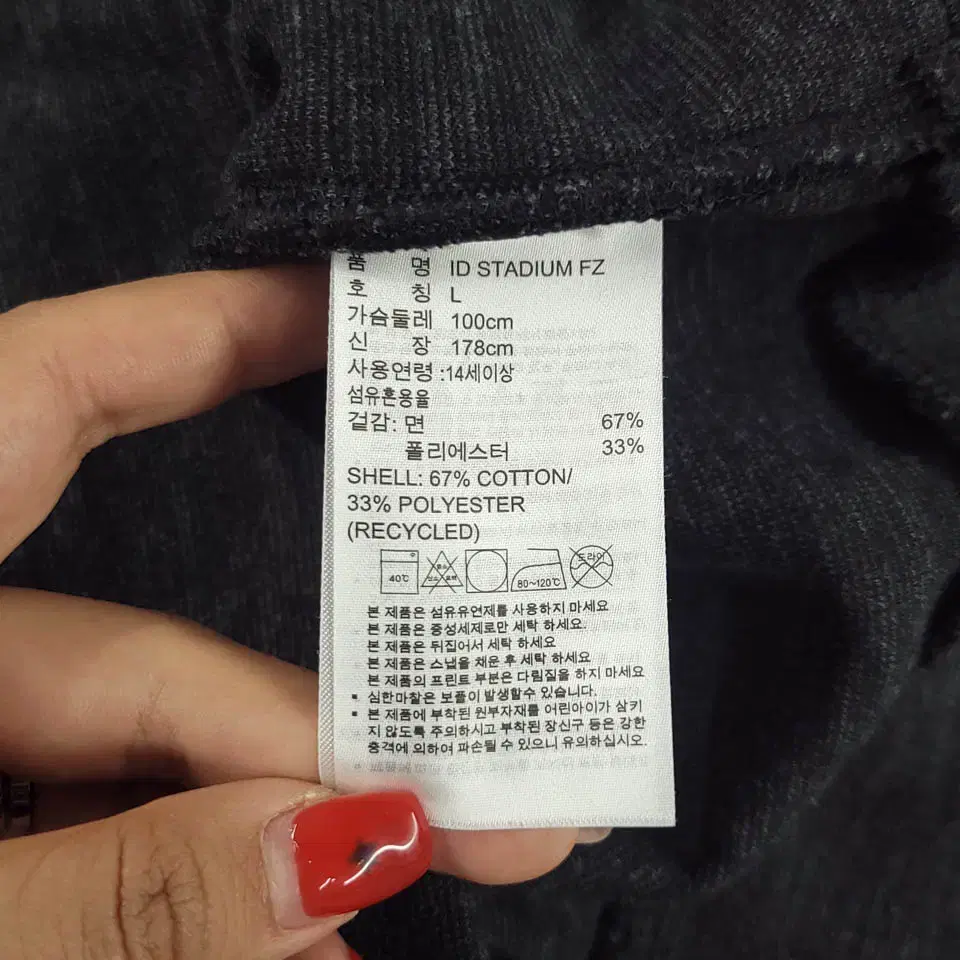 품 명 ID STADIUM FZ
호 칭 L
가슴둘레 100cm
신 장 178cm
사용연령 :14세이상
섬유혼용율
겉감: 면 67%
폴리에스터 33%
SHELL: 67% COTTON/
33% POLYESTER
(RECYCLED)
40℃ 80~120℃ 드라이
본 제품은 섬유유연제를 사용하지 마세요
본 제품은 중성세제로만 세탁 하세요.
본 제품은 뒤집어서 세탁 하세요
본 제품은 스냅을 채운 후 세탁 하세요
본 제품의 프린트 부분은 다림질을 하지 마세요
▪ 심한마찰은 보풀이 발생할수 있습니다.
▪ 본 제품에 부착된 원부자재를 어린아이가 삼키
지 않도록 주의하시고 부착된 장신구 등은 강한
충격에 의하여 파손될 수 있으니 유의하십시오.